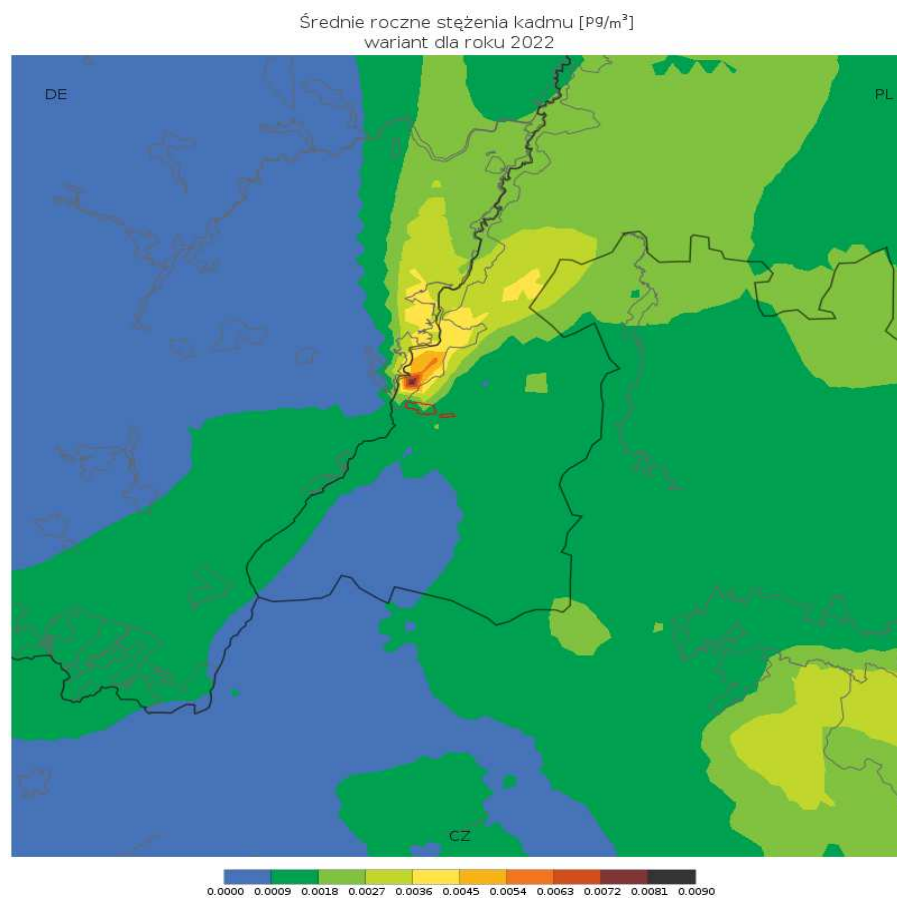 Średnie roczne stężenia kadmu [pg/m³]
wariant dla roku 2022
DE
PL
CZ
0.0000 0.0009 0.0018 0.0027 0.0036 0.0045 0.0054 0.0063 0.0072 0.0081 0.0090